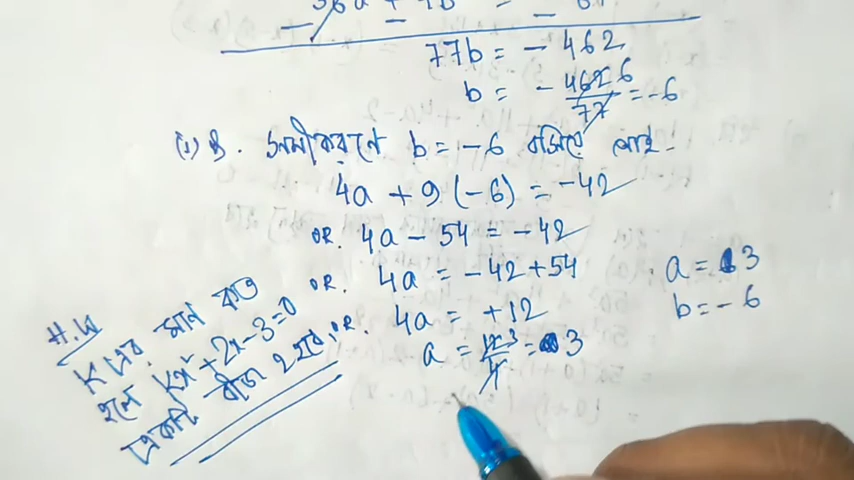 77b = - 462
b = - 462/77 6 = -6
(i) নং সমীকরণে b = -6 বসিয়ে পাই.
4a + 9 (-6) = -42
OR. 4a - 54 = -42
OR. 4a = -42 + 54
OR. 4a = +12
a = 12/4 3 = 3
a = 3
b = - 6
H.W
K এর মান কত
হলে Kx² + 2x - 3 = 0
একটি বীজ 2 হবে,